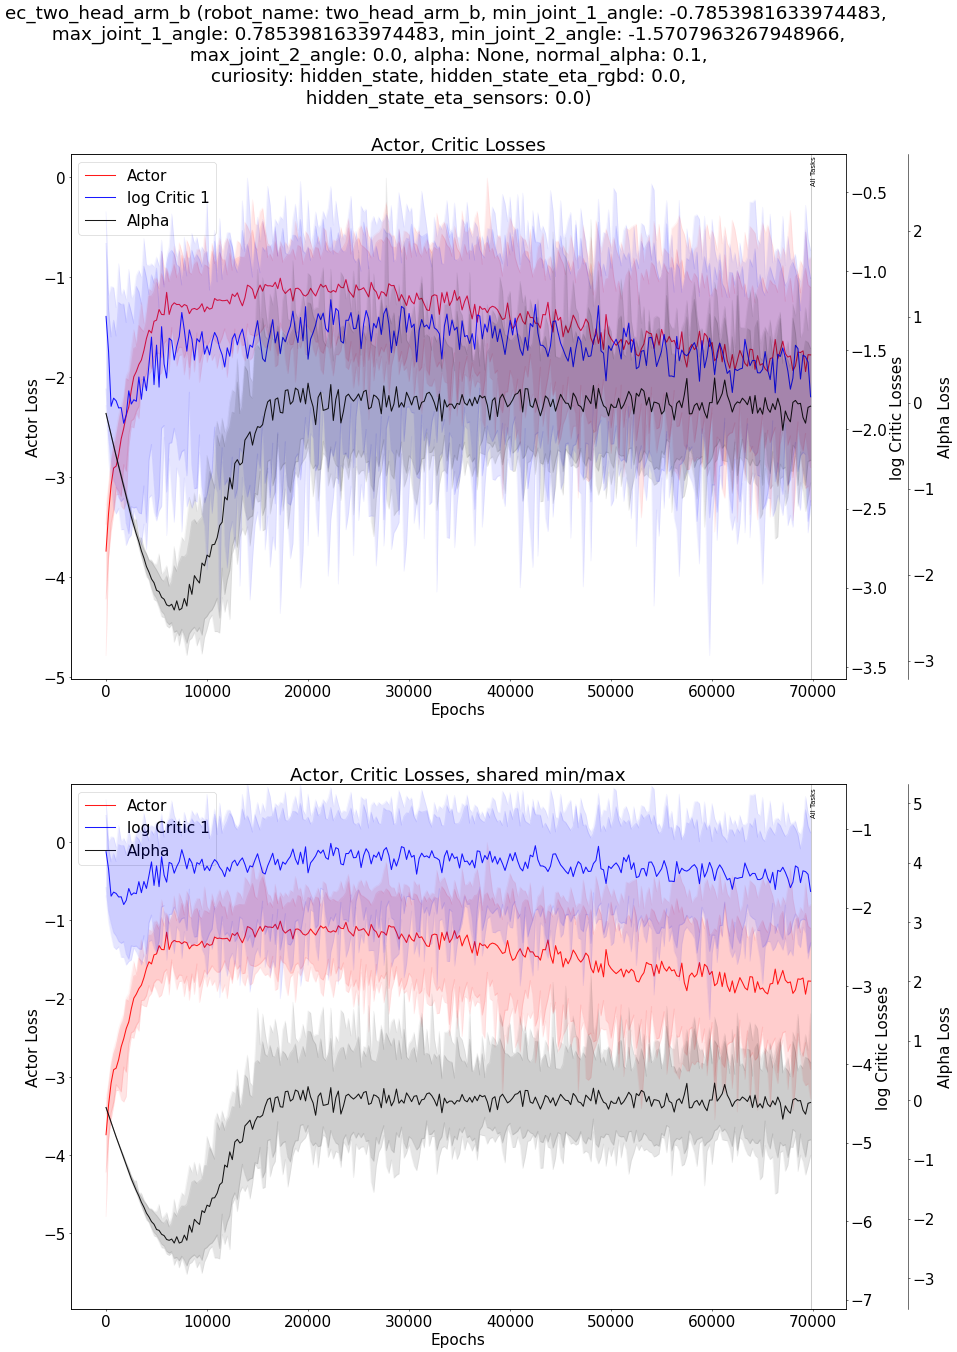 ec_two_head_arm_b (robot_name: two_head_arm_b, min_joint_1_angle: -0.7853981633974483,
max_joint_1_angle: 0.7853981633974483, min_joint_2_angle: -1.5707963267948966,
max_joint_2_angle: 0.0, alpha: None, normal_alpha: 0.1,
curiosity: hidden_state, hidden_state_eta_rgbd: 0.0,
hidden_state_eta_sensors: 0.0)
Actor, Critic Losses
Actor
log Critic 1
Alpha
All Tasks
0
−1
−2
−3
−4
−5
Actor Loss
−0.5
−1.0
−1.5
−2.0
−2.5
−3.0
−3.5
log Critic Losses
2
1
0
−1
−2
−3
Alpha Loss
0 10000 20000 30000 40000 50000 60000 70000
Epochs
Actor, Critic Losses, shared min/max
Actor
log Critic 1
Alpha
All Tasks
0
−1
−2
−3
−4
−5
Actor Loss
−1
−2
−3
−4
−5
−6
−7
log Critic Losses
5
4
3
2
1
0
−1
−2
−3
Alpha Loss
0 10000 20000 30000 40000 50000 60000 70000
Epochs